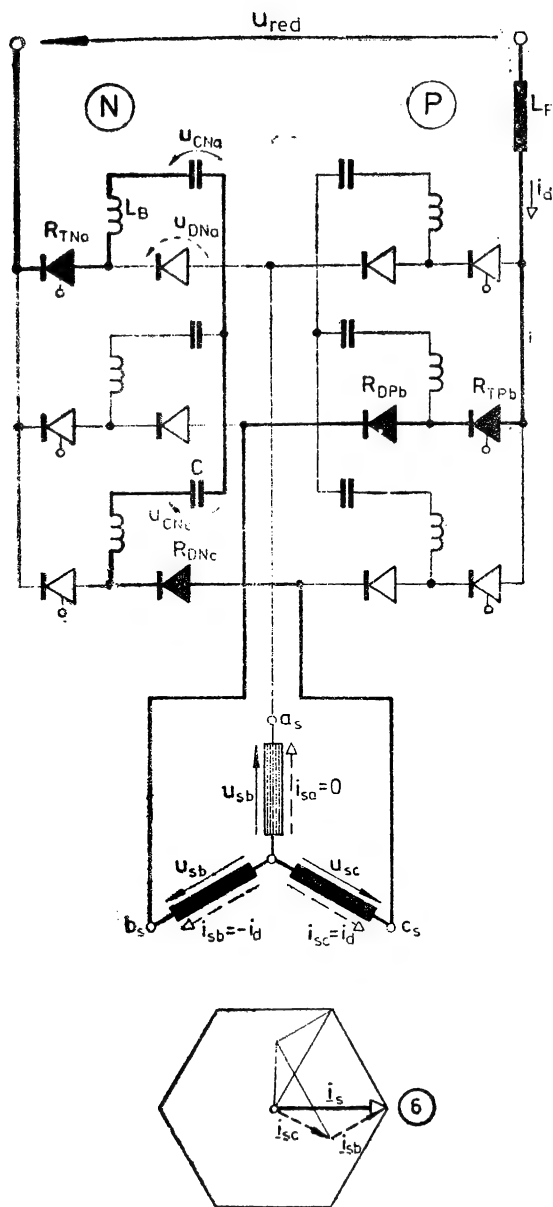 u_red
N
P
L_F
u_CNa
i_d
L_B
u_DNa
R_TNa
R_DPb
R_TPb
C
u_CNc
R_DNc
a_s
u_sb
i_sa=0
u_sb
u_sc
b_s
i_sb=-i_d
i_sc=i_d
c_s
i_s
6
i_sc
i_sb